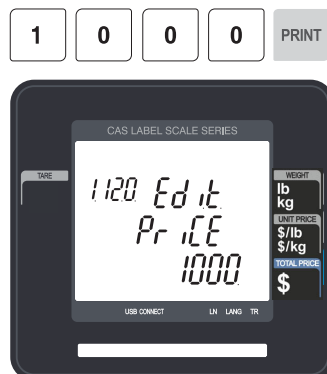 1 0 0 0 PRINT
CAS LABEL SCALE SERIES
TARE
1120 Edit
PriCE
1000
WEIGHT
lb
kg
UNIT PRICE
$/lb
$/kg
TOTAL PRICE
$
USB CONNECT LN LANG TR